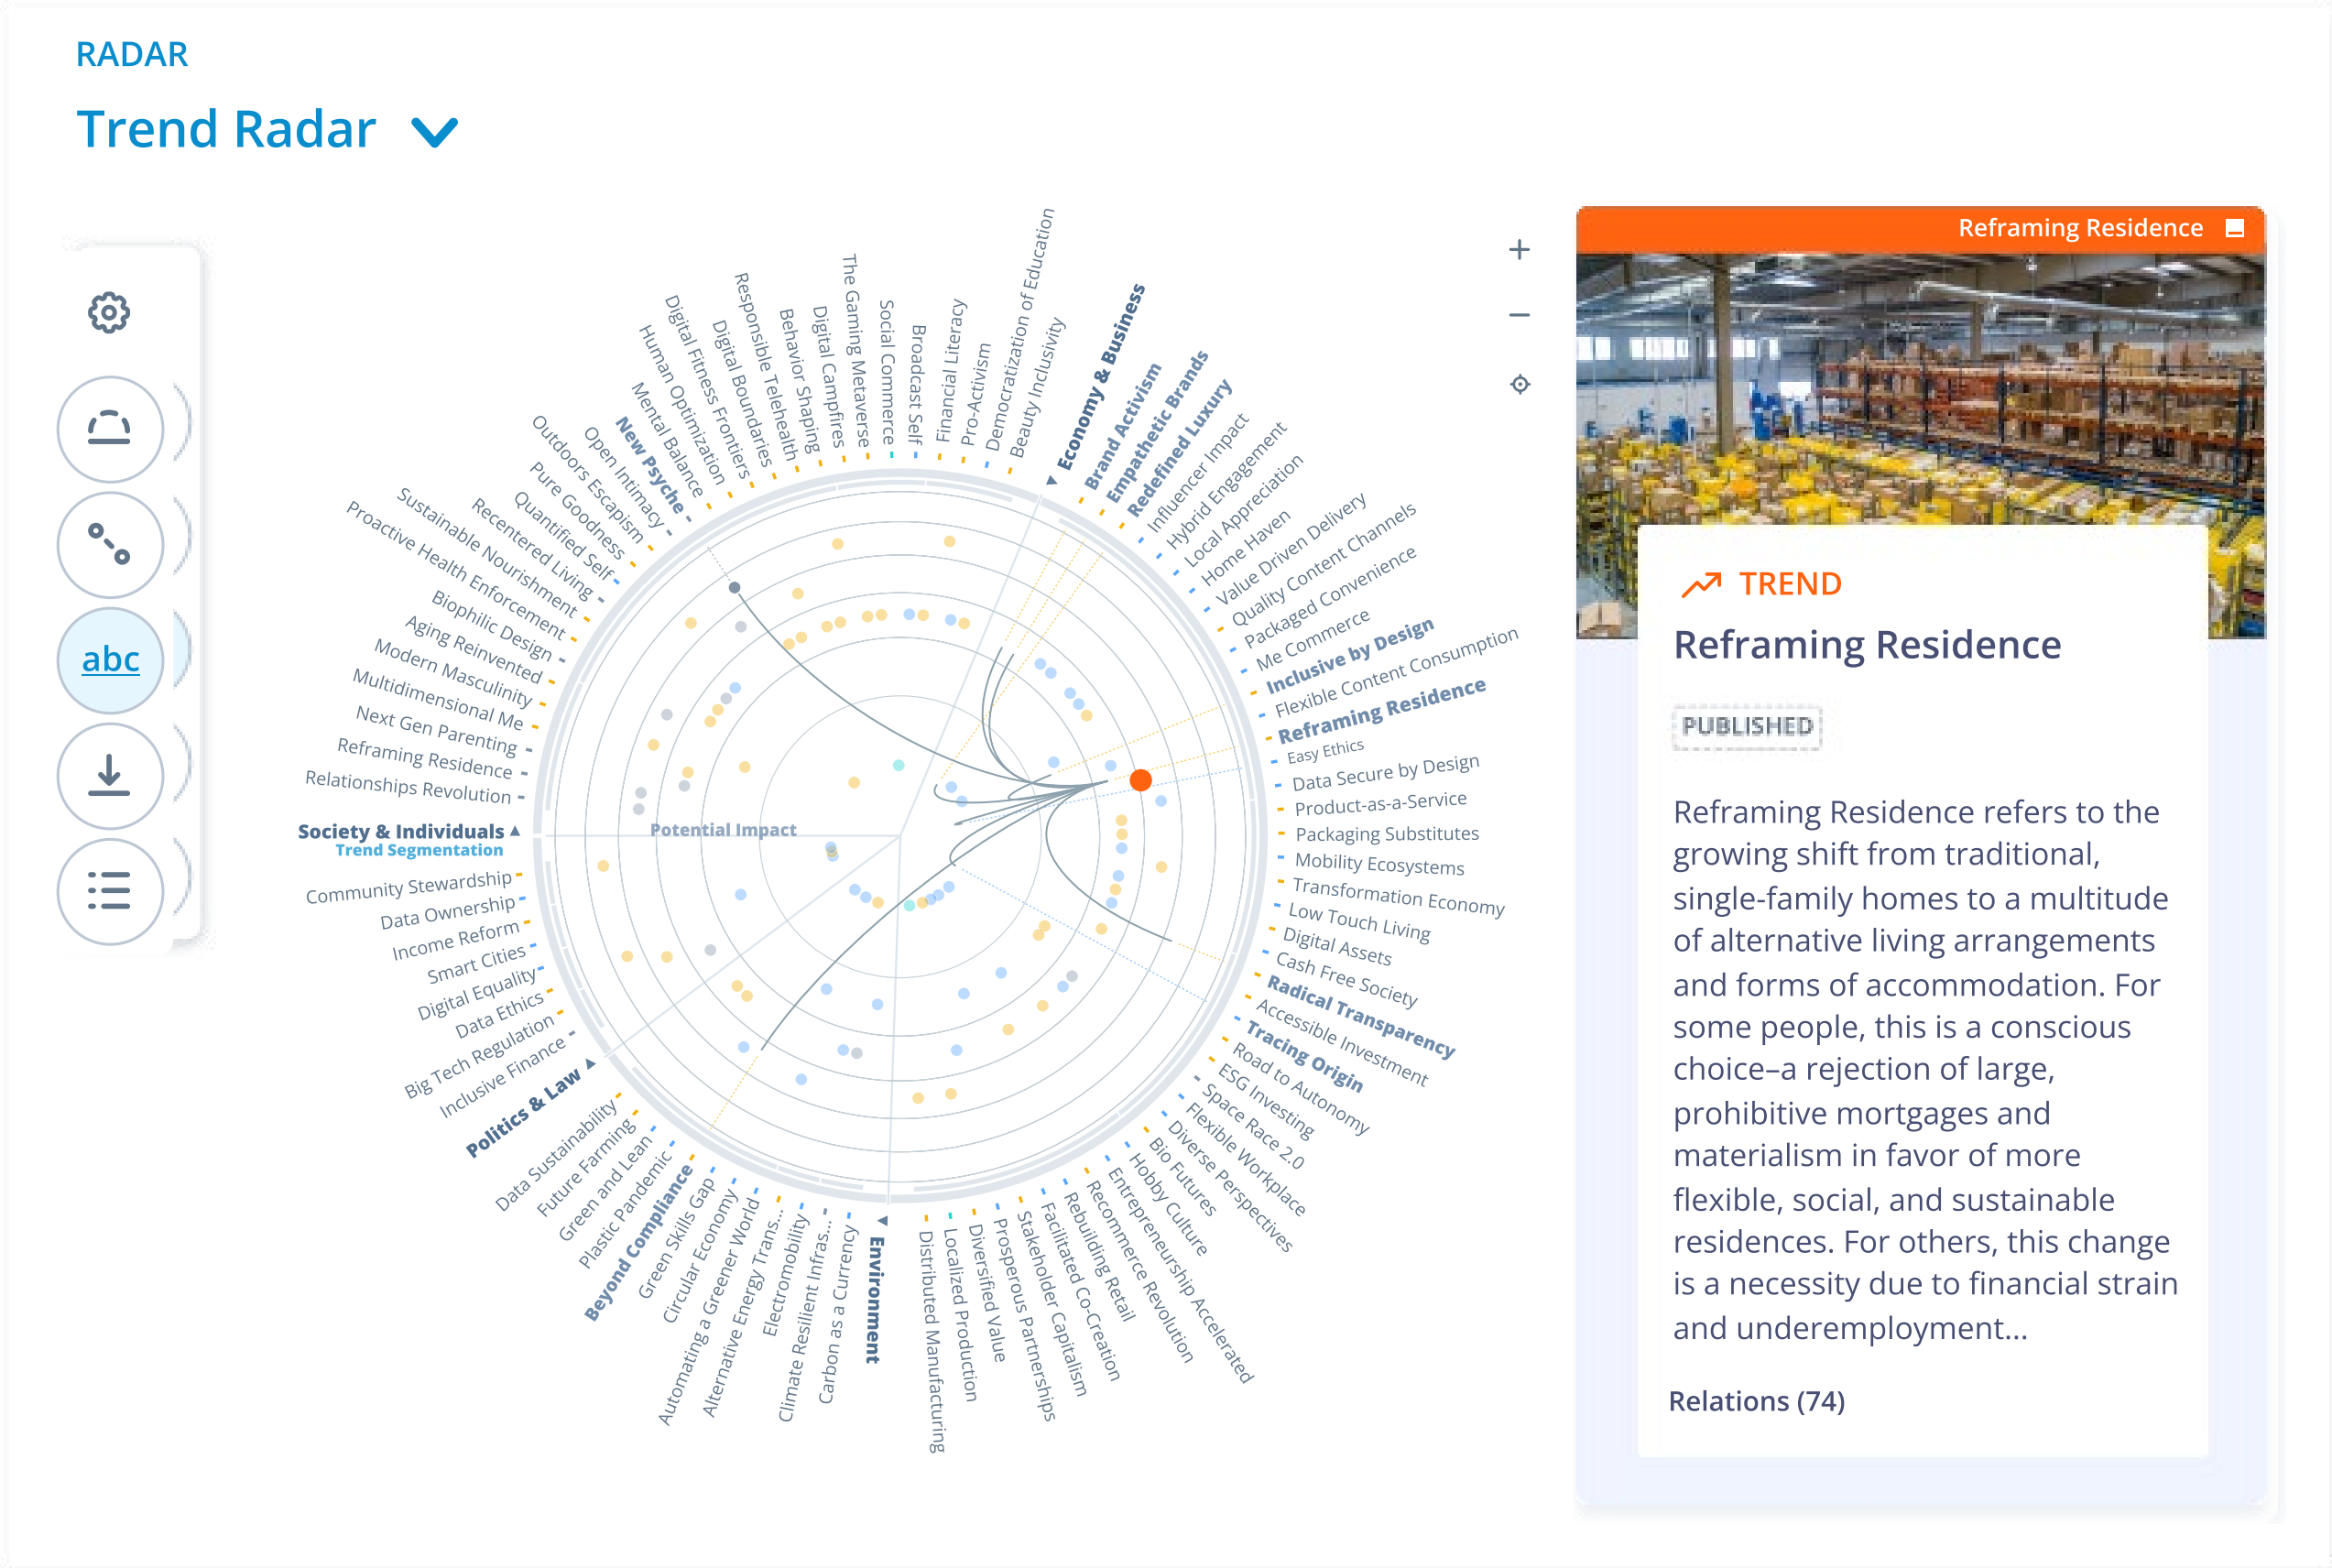 RADAR
Trend Radar
abc
Society & Individuals
Trend Segmentation
Relationships Revolution
Reframing Residence
Next Gen Parenting
Multidimensional Me
Modern Masculinity
Aging Reinvented
Biophilic Design
Proactive Health Enforcement
Sustainable Nourishment
Recentered Living
Quantified Self
Pure Goodness
Outdoors Escapism
Open Intimacy
New Psyche
Mental Balance
Human Optimization
Digital Fitness Frontiers
Digital Boundaries
Responsible Telehealth
Behavior Shaping
Digital Campfires
The Gaming Metaverse
Social Commerce
Broadcast Self
Financial Literacy
Pro-Activism
Democratization of Education
Beauty Inclusivity
Economy & Business
Brand Activism
Empathetic Brands
Redefined Luxury
Influencer Impact
Hybrid Engagement
Local Appreciation
Home Haven
Value Driven Delivery
Quality Content Channels
Packaged Convenience
Me Commerce
Inclusive by Design
Flexible Content Consumption
Reframing Residence
Easy Ethics
Data Secure by Design
Product-as-a-Service
Packaging Substitutes
Mobility Ecosystems
Transformation Economy
Low Touch Living
Digital Assets
Cash Free Society
Radical Transparency
Accessible Investment
Tracing Origin
Road to Autonomy
ESG Investing
Space Race 2.0
Flexible Workplace
Diverse Perspectives
Bio Futures
Hobby Culture
Entrepreneurship Accelerated
Recommerce Revolution
Rebuilding Retail
Facilitated Co-Creation
Stakeholder Capitalism
Prosperous Partnerships
Diversified Value
Localized Production
Distributed Manufacturing
Environment
Carbon as a Currency
Climate Resilient Infras...
Electromobility
Alternative Energy Trans...
Automating a Greener World
Circular Economy
Green Skills Gap
Beyond Compliance
Plastic Pandemic
Green and Lean
Future Farming
Data Sustainability
Politics & Law
Inclusive Finance
Big Tech Regulation
Data Ethics
Digital Equality
Smart Cities
Income Reform
Data Ownership
Community Stewardship
Potential Impact
Reframing Residence
TREND
Reframing Residence
PUBLISHED
Reframing Residence refers to the
growing shift from traditional,
single-family homes to a multitude
of alternative living arrangements
and forms of accommodation. For
some people, this is a conscious
choice–a rejection of large,
prohibitive mortgages and
materialism in favor of more
flexible, social, and sustainable
residences. For others, this change
is a necessity due to financial strain
and underemployment...
Relations (74)